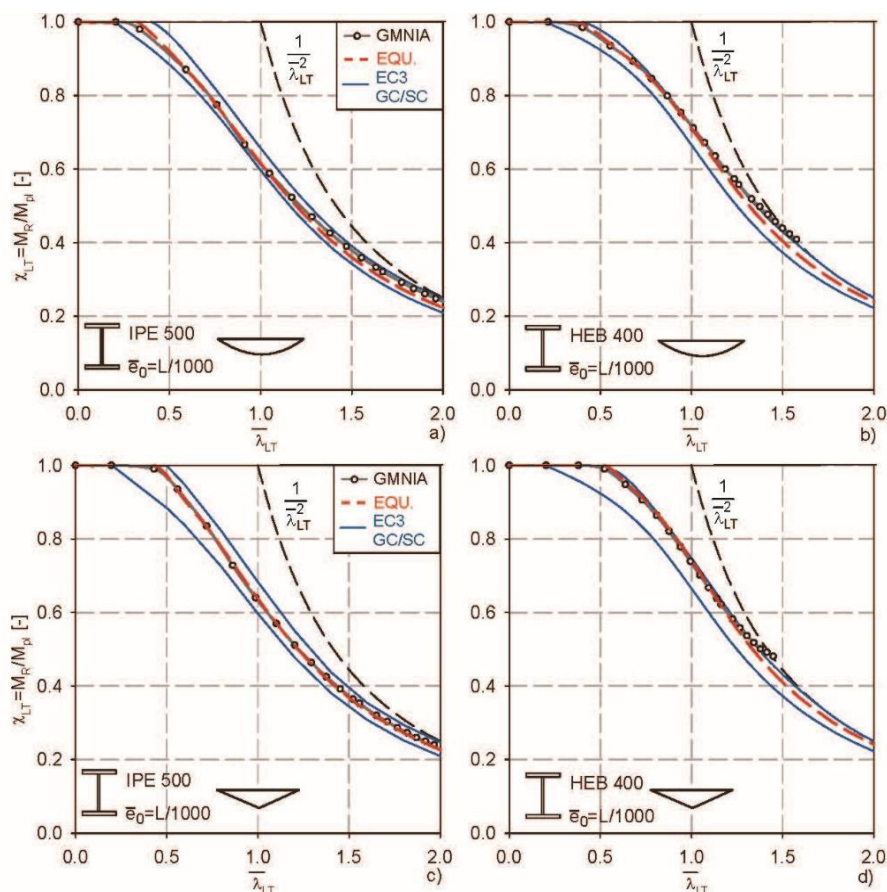 1.0
0.8
0.6
0.4
0.2
0.0
χLT=MR/Mpl [-]
1
λ̅²LT
GMNIA
EQU.
EC3
GC/SC
IPE 500
e̅0=L/1000
0.0 0.5 1.0 1.5 2.0
λ̅LT
a)
1.0
0.8
0.6
0.4
0.2
0.0
1
λ̅²LT
HEB 400
e̅0=L/1000
0.0 0.5 1.0 1.5 2.0
λ̅LT
b)
1.0
0.8
0.6
0.4
0.2
0.0
χLT=MR/Mpl [-]
1
λ̅²LT
GMNIA
EQU.
EC3
GC/SC
IPE 500
e̅0=L/1000
0.0 0.5 1.0 1.5 2.0
λ̅LT
c)
1.0
0.8
0.6
0.4
0.2
0.0
1
λ̅²LT
HEB 400
e̅0=L/1000
0.0 0.5 1.0 1.5 2.0
λ̅LT
d)